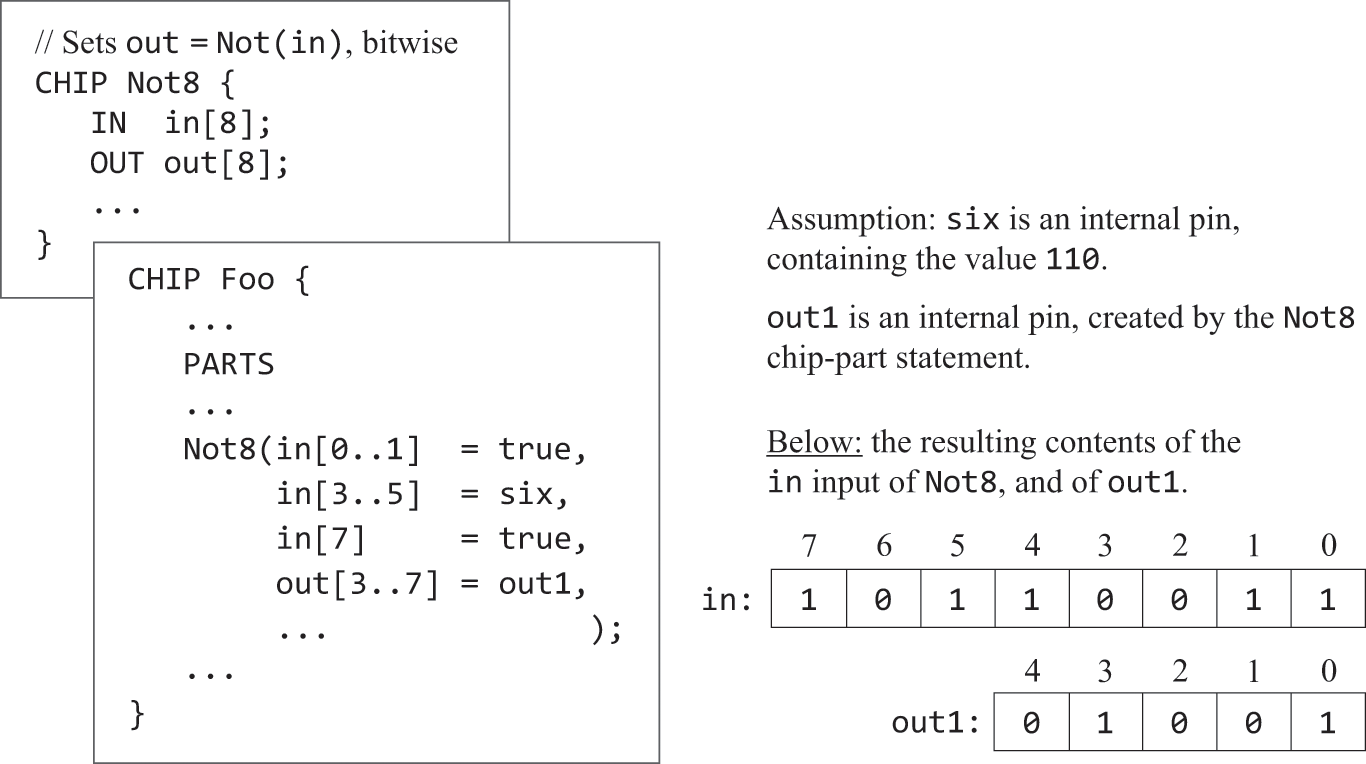 // Sets out = Not(in), bitwise
CHIP Not8 {
IN in[8];
OUT out[8];
...
}
CHIP Foo {
...
PARTS
...
Not8(in[0..1] = true,
in[3..5] = six,
in[7] = true,
out[3..7] = out1,
... );
...
}
Assumption: six is an internal pin,
containing the value 110.
out1 is an internal pin, created by the Not8
chip-part statement.
Below: the resulting contents of the
in input of Not8, and of out1.
7 6 5 4 3 2 1 0
in: 1 0 1 1 0 0 1 1
4 3 2 1 0
out1: 0 1 0 0 1